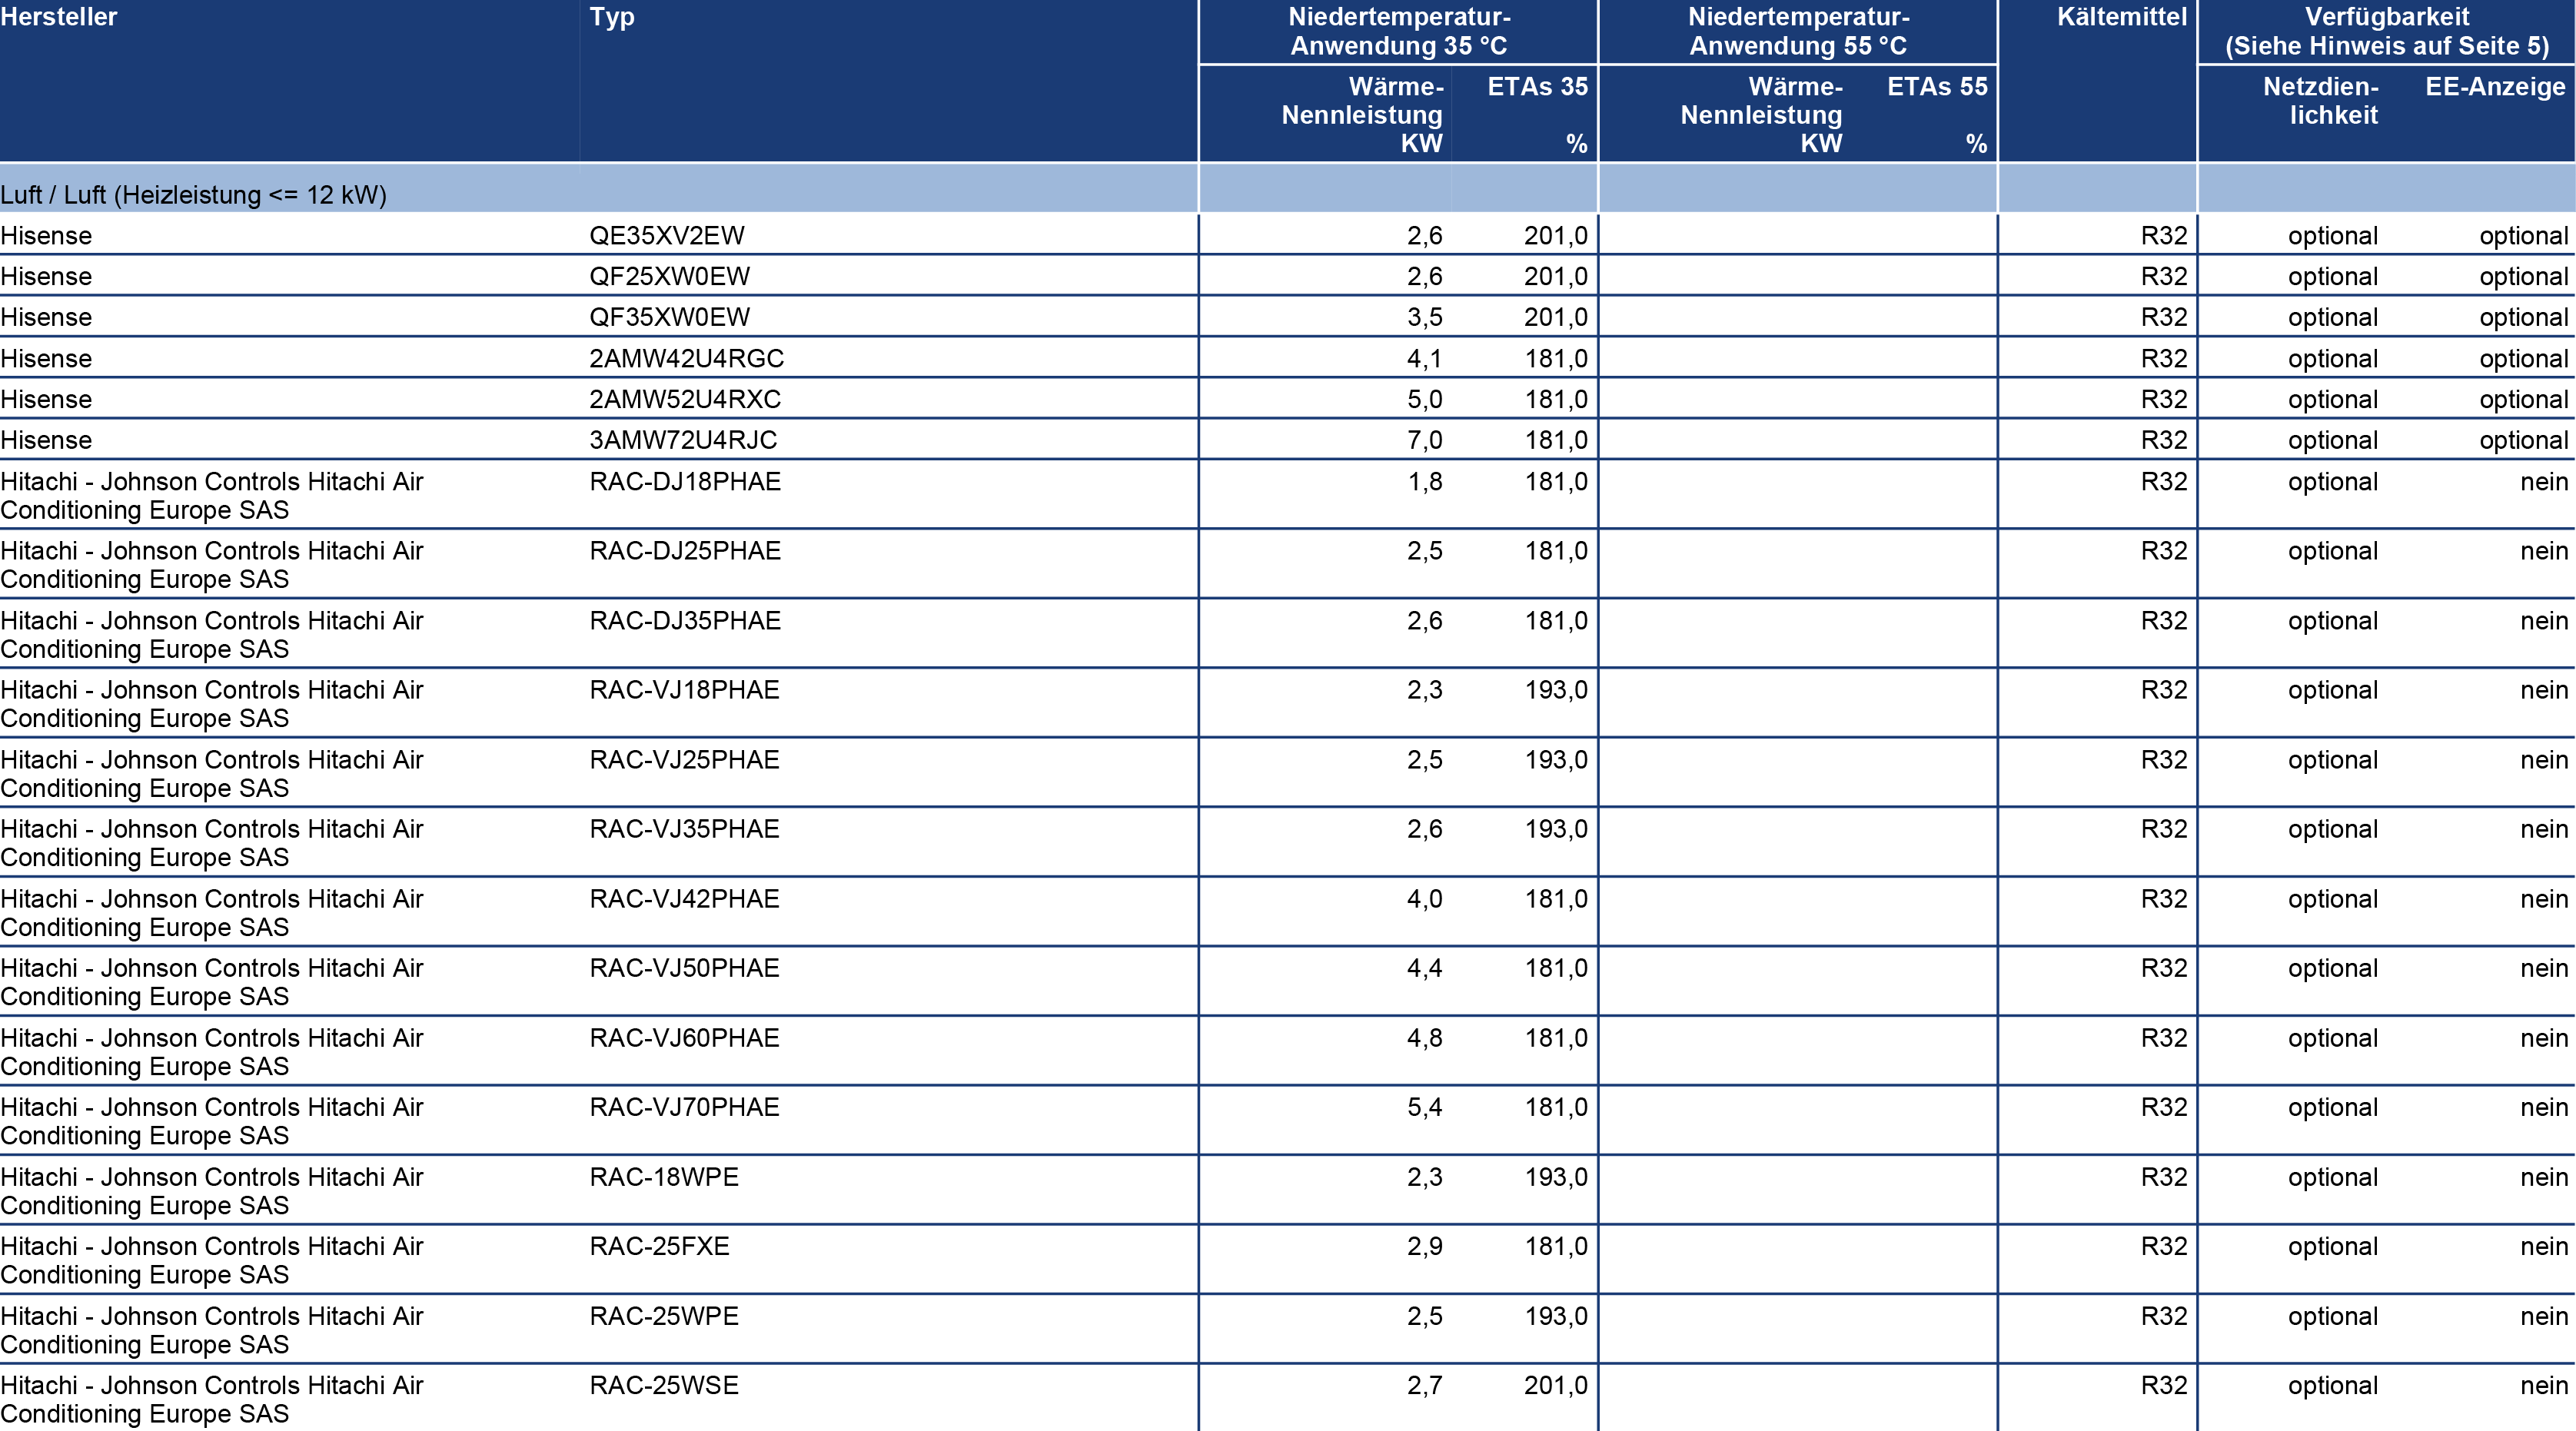 Hersteller Typ Niedertemperatur- Niedertemperatur- Kältemittel Verfügbarkeit
Anwendung 35 °C Anwendung 55 °C (Siehe Hinweis auf Seite 5)
Wärme- ETAs 35 Wärme- ETAs 55 Netzdien- EE-Anzeige
Nennleistung Nennleistung lichkeit
KW % KW %
Luft / Luft (Heizleistung <= 12 kW)
Hisense QE35XV2EW 2,6 201,0 R32 optional optional
Hisense QF25XW0EW 2,6 201,0 R32 optional optional
Hisense QF35XW0EW 3,5 201,0 R32 optional optional
Hisense 2AMW42U4RGC 4,1 181,0 R32 optional optional
Hisense 2AMW52U4RXC 5,0 181,0 R32 optional optional
Hisense 3AMW72U4RJC 7,0 181,0 R32 optional optional
Hitachi - Johnson Controls Hitachi Air RAC-DJ18PHAE 1,8 181,0 R32 optional nein
Conditioning Europe SAS
Hitachi - Johnson Controls Hitachi Air RAC-DJ25PHAE 2,5 181,0 R32 optional nein
Conditioning Europe SAS
Hitachi - Johnson Controls Hitachi Air RAC-DJ35PHAE 2,6 181,0 R32 optional nein
Conditioning Europe SAS
Hitachi - Johnson Controls Hitachi Air RAC-VJ18PHAE 2,3 193,0 R32 optional nein
Conditioning Europe SAS
Hitachi - Johnson Controls Hitachi Air RAC-VJ25PHAE 2,5 193,0 R32 optional nein
Conditioning Europe SAS
Hitachi - Johnson Controls Hitachi Air RAC-VJ35PHAE 2,6 193,0 R32 optional nein
Conditioning Europe SAS
Hitachi - Johnson Controls Hitachi Air RAC-VJ42PHAE 4,0 181,0 R32 optional nein
Conditioning Europe SAS
Hitachi - Johnson Controls Hitachi Air RAC-VJ50PHAE 4,4 181,0 R32 optional nein
Conditioning Europe SAS
Hitachi - Johnson Controls Hitachi Air RAC-VJ60PHAE 4,8 181,0 R32 optional nein
Conditioning Europe SAS
Hitachi - Johnson Controls Hitachi Air RAC-VJ70PHAE 5,4 181,0 R32 optional nein
Conditioning Europe SAS
Hitachi - Johnson Controls Hitachi Air RAC-18WPE 2,3 193,0 R32 optional nein
Conditioning Europe SAS
Hitachi - Johnson Controls Hitachi Air RAC-25FXE 2,9 181,0 R32 optional nein
Conditioning Europe SAS
Hitachi - Johnson Controls Hitachi Air RAC-25WPE 2,5 193,0 R32 optional nein
Conditioning Europe SAS
Hitachi - Johnson Controls Hitachi Air RAC-25WSE 2,7 201,0 R32 optional nein
Conditioning Europe SAS